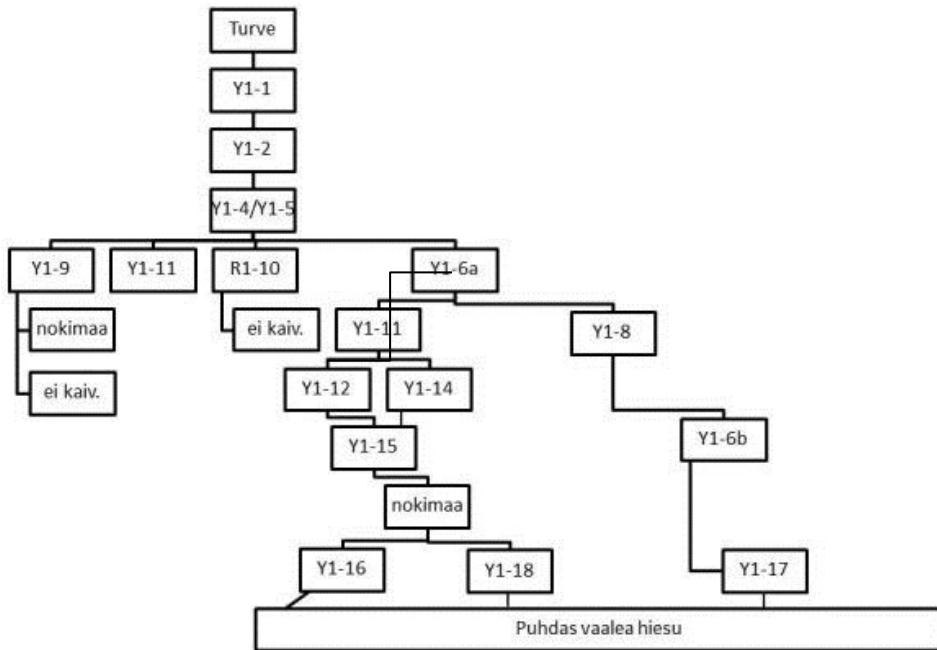 Turve
Y1-1
Y1-2
Y1-4/Y1-5
Y1-9
Y1-11
R1-10
Y1-6a
nokimaa
ei kaiv.
Y1-11
Y1-8
ei kaiv.
Y1-12
Y1-14
Y1-15
Y1-6b
nokimaa
Y1-16
Y1-18
Y1-17
Puhdas vaalea hiesu